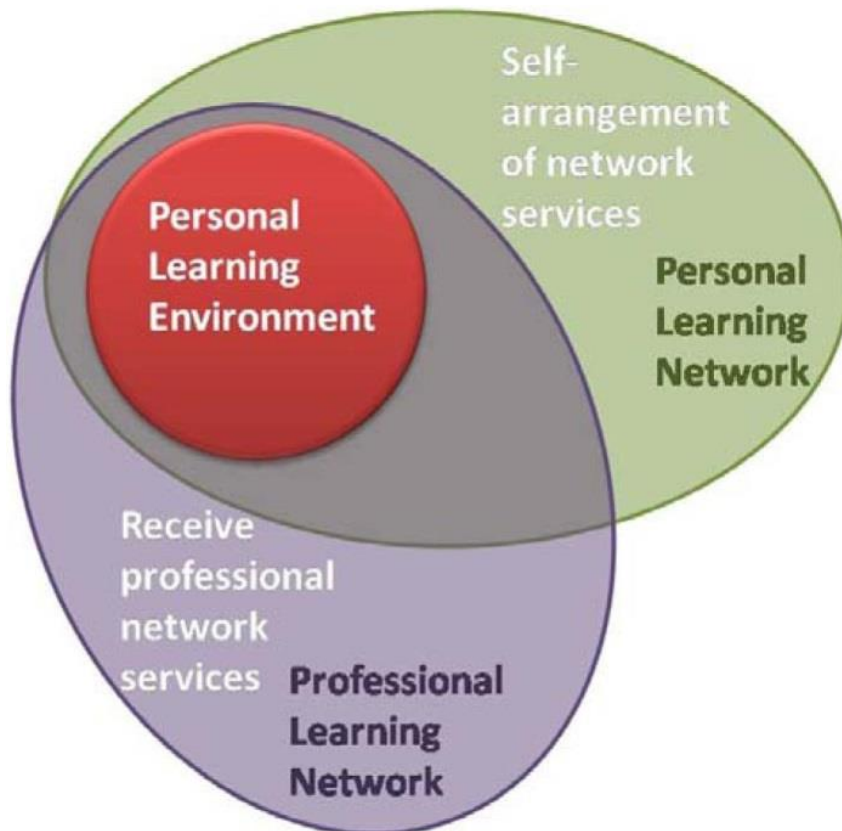 Self-
arrangement
of network
services
Personal
Learning
Environment
Personal
Learning
Network
Receive
professional
network
services
Professional
Learning
Network